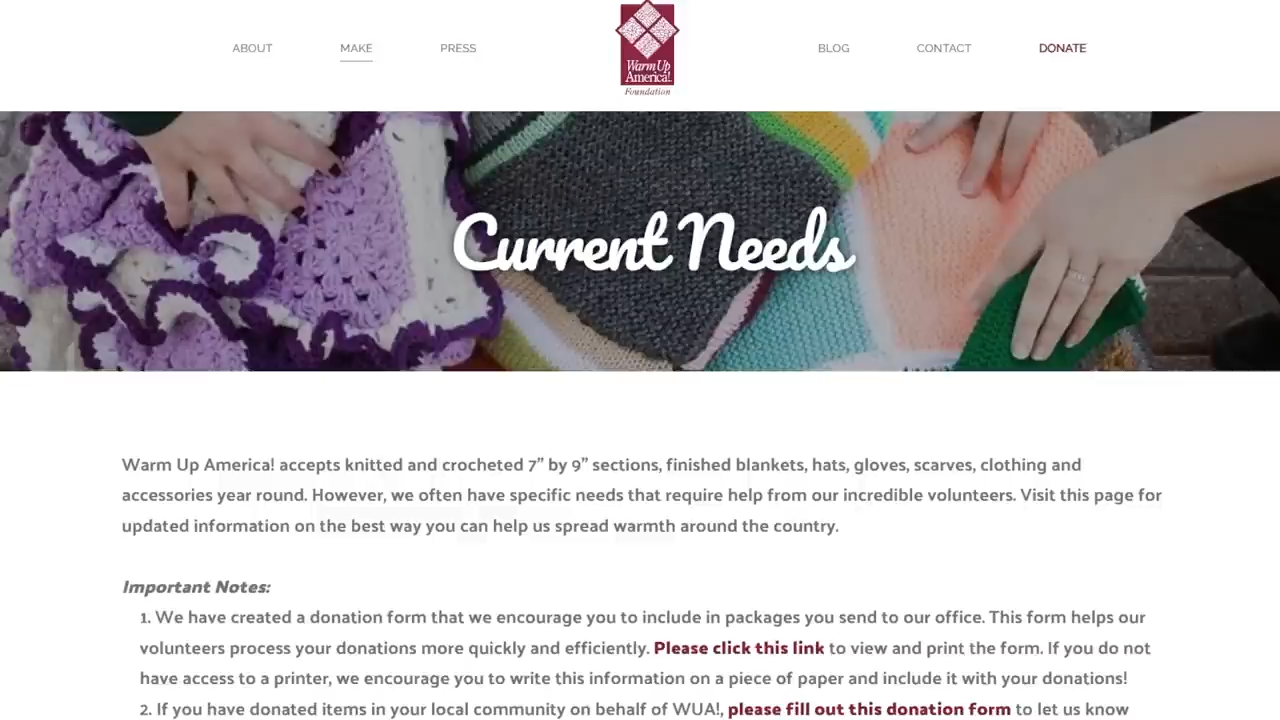 ABOUT MAKE PRESS BLOG CONTACT DONATE
Warm Up
America!
Foundation
Current Needs
Warm Up America! accepts knitted and crocheted 7” by 9” sections, finished blankets, hats, gloves, scarves, clothing and
accessories year round. However, we often have specific needs that require help from our incredible volunteers. Visit this page for
updated information on the best way you can help us spread warmth around the country.
Important Notes:
1. We have created a donation form that we encourage you to include in packages you send to our office. This form helps our
volunteers process your donations more quickly and efficiently. Please click this link to view and print the form. If you do not
have access to a printer, we encourage you to write this information on a piece of paper and include it with your donations!
2. If you have donated items in your local community on behalf of WUA!, please fill out this donation form to let us know